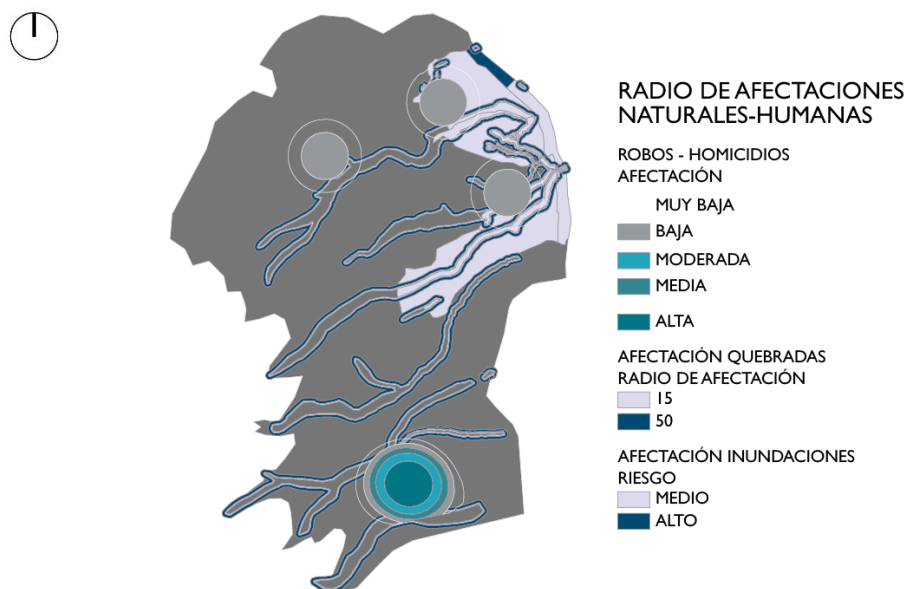 RADIO DE AFECTACIONES
NATURALES-HUMANAS
ROBOS - HOMICIDIOS
AFECTACIÓN
MUY BAJA
BAJA
MODERADA
MEDIA
ALTA
AFECTACIÓN QUEBRADAS
RADIO DE AFECTACIÓN
15
50
AFECTACIÓN INUNDACIONES
RIESGO
MEDIO
ALTO